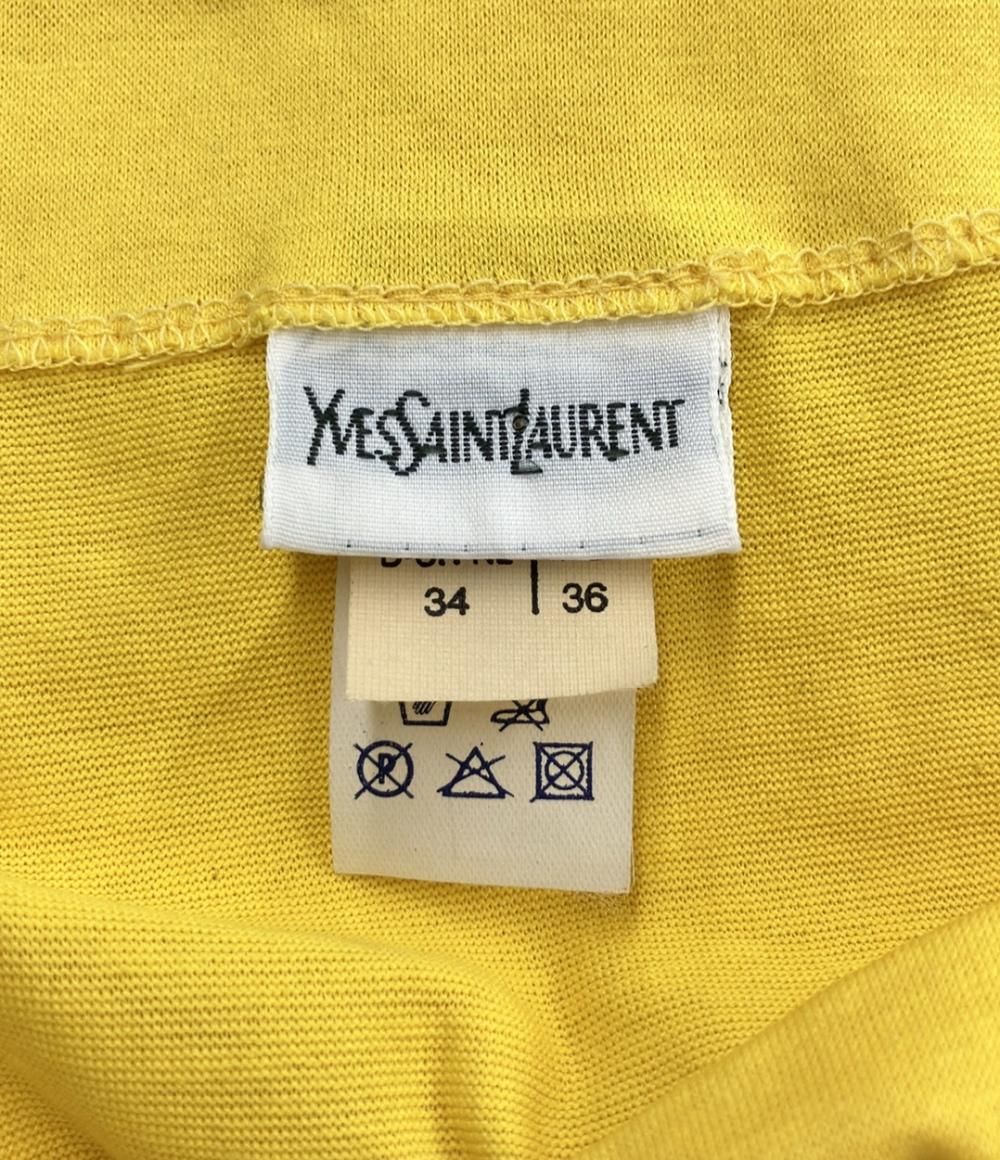 YVESSAINTLAURENT
34 | 36
P